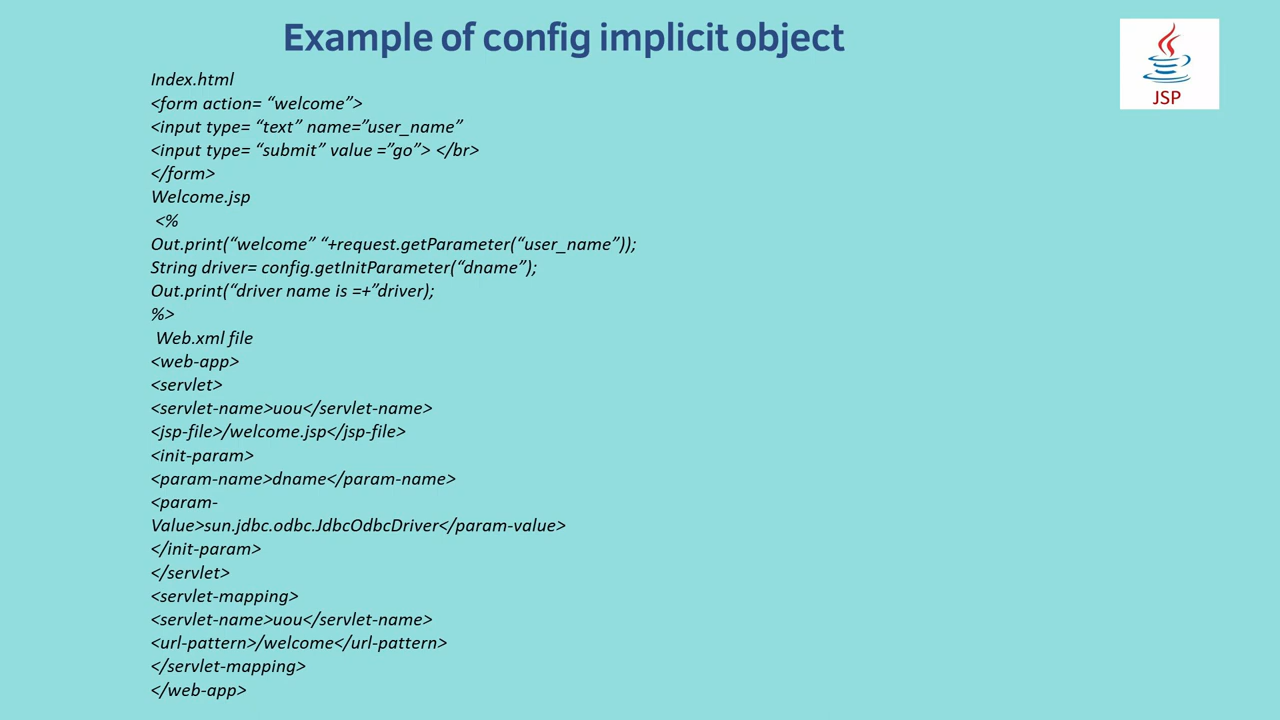 Example of config implicit object
JSP
Index.html
<form action= “welcome”>
<input type= “text” name=”user_name”
<input type= “submit” value =”go”> </br>
</form>
Welcome.jsp
<%
Out.print(“welcome” “+request.getParameter(“user_name”));
String driver= config.getInitParameter(“dname”);
Out.print(“driver name is =+”driver);
%>
Web.xml file
<web-app>
<servlet>
<servlet-name>uou</servlet-name>
<jsp-file>/welcome.jsp</jsp-file>
<init-param>
<param-name>dname</param-name>
<param-
Value>sun.jdbc.odbc.JdbcOdbcDriver</param-value>
</init-param>
</servlet>
<servlet-mapping>
<servlet-name>uou</servlet-name>
<url-pattern>/welcome</url-pattern>
</servlet-mapping>
</web-app>